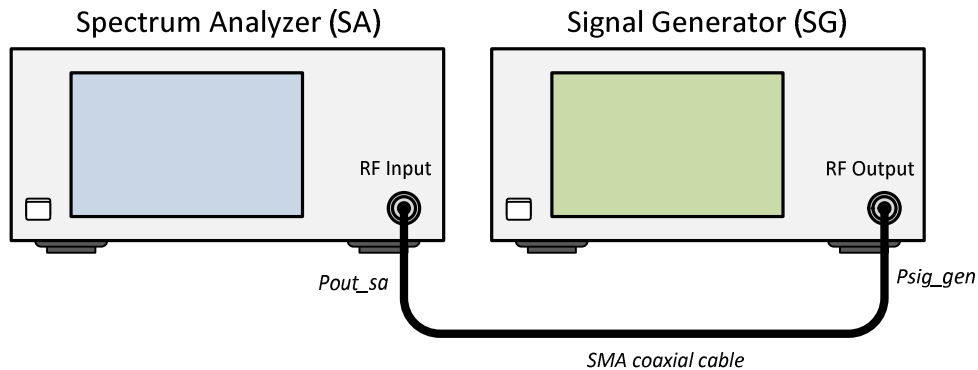 Spectrum Analyzer (SA)
Signal Generator (SG)
RF Input
RF Output
Pout_sa
Psig_gen
SMA coaxial cable